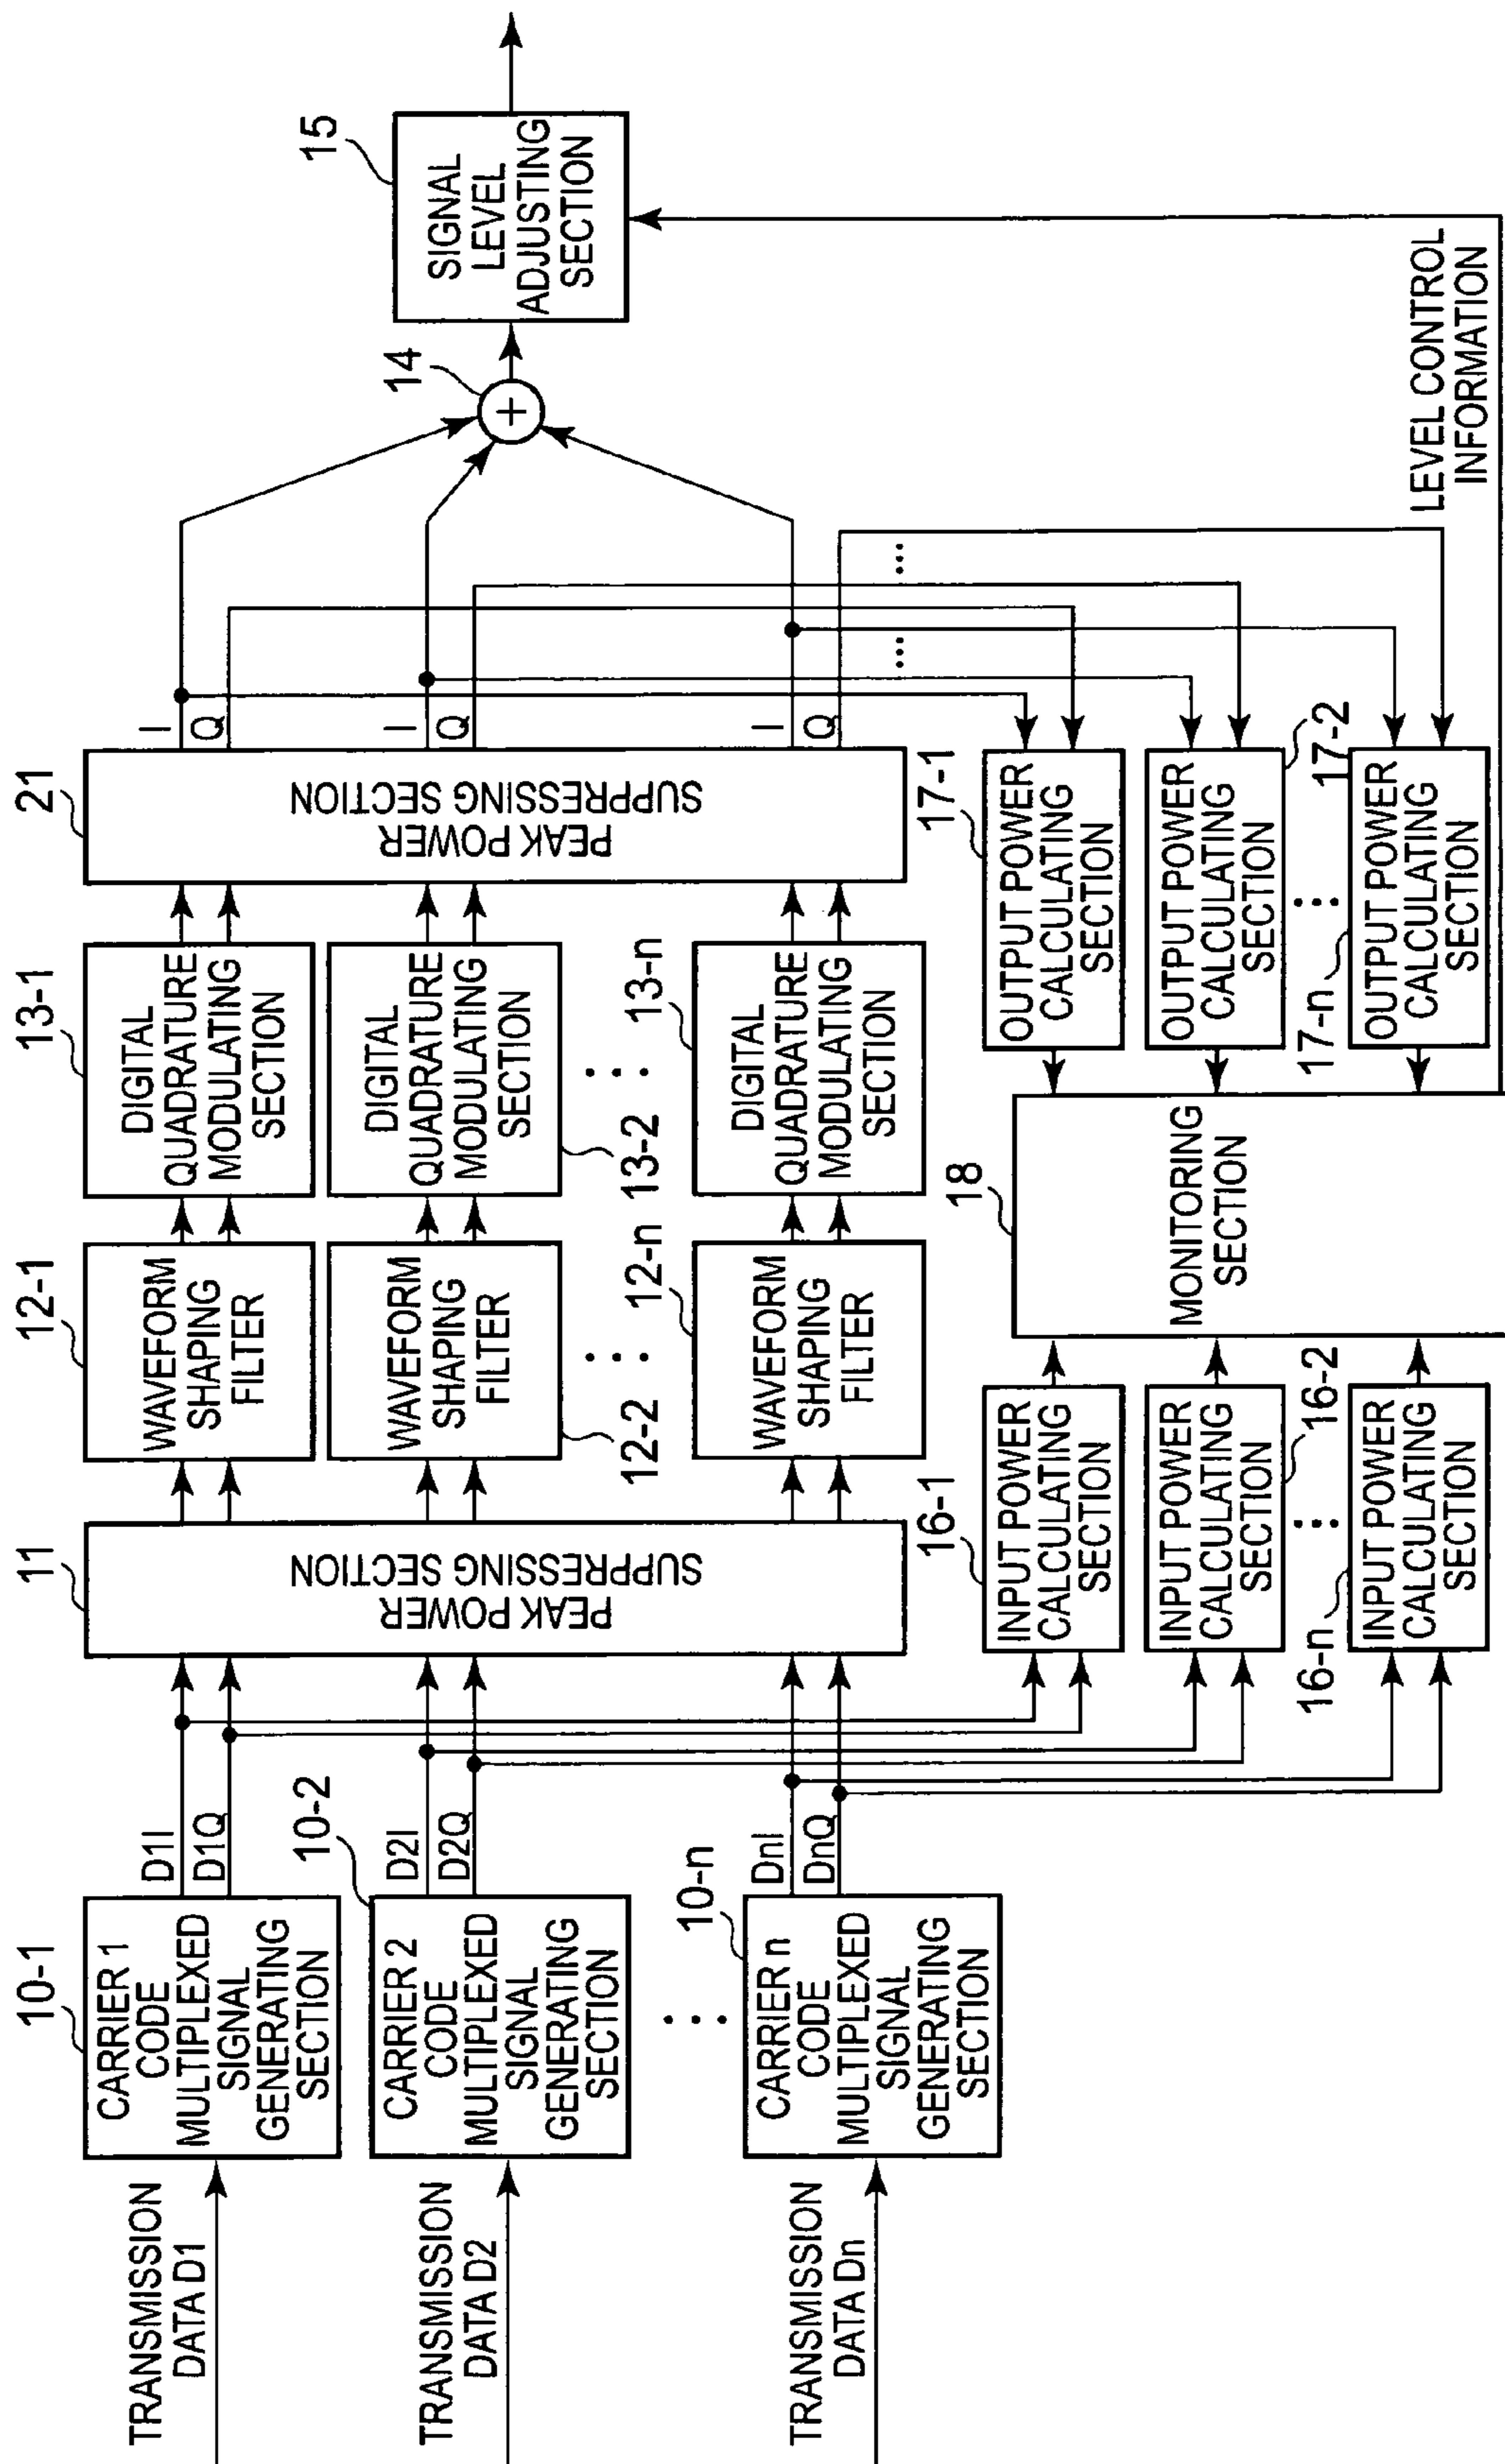 TRANSMISSION
DATA D1
10-1
CARRIER 1
CODE
MULTIPLEXED
SIGNAL
GENERATING
SECTION
D1I
D1Q
TRANSMISSION
DATA D2
10-2
CARRIER 2
CODE
MULTIPLEXED
SIGNAL
GENERATING
SECTION
D2I
D2Q
TRANSMISSION
DATA Dn
10-n
CARRIER n
CODE
MULTIPLEXED
SIGNAL
GENERATING
SECTION
DnI
DnQ
11
PEAK POWER
SUPPRESSING SECTION
12-1
WAVEFORM
SHAPING
FILTER
WAVEFORM
SHAPING
FILTER
12-2
12-n
WAVEFORM
SHAPING
FILTER
13-1
DIGITAL
QUADRATURE
MODULATING
SECTION
DIGITAL
QUADRATURE
MODULATING
SECTION
13-2
13-n
DIGITAL
QUADRATURE
MODULATING
SECTION
21
PEAK POWER
SUPPRESSING SECTION
I
Q
I
Q
I
Q
14
+
15
SIGNAL
LEVEL
ADJUSTING
SECTION
16-1
INPUT POWER
CALCULATING
SECTION
INPUT POWER
CALCULATING
SECTION
16-2
16-n
INPUT POWER
CALCULATING
SECTION
18
MONITORING
SECTION
17-1
OUTPUT POWER
CALCULATING
SECTION
OUTPUT POWER
CALCULATING
SECTION
17-2
17-n
OUTPUT POWER
CALCULATING
SECTION
LEVEL CONTROL
INFORMATION